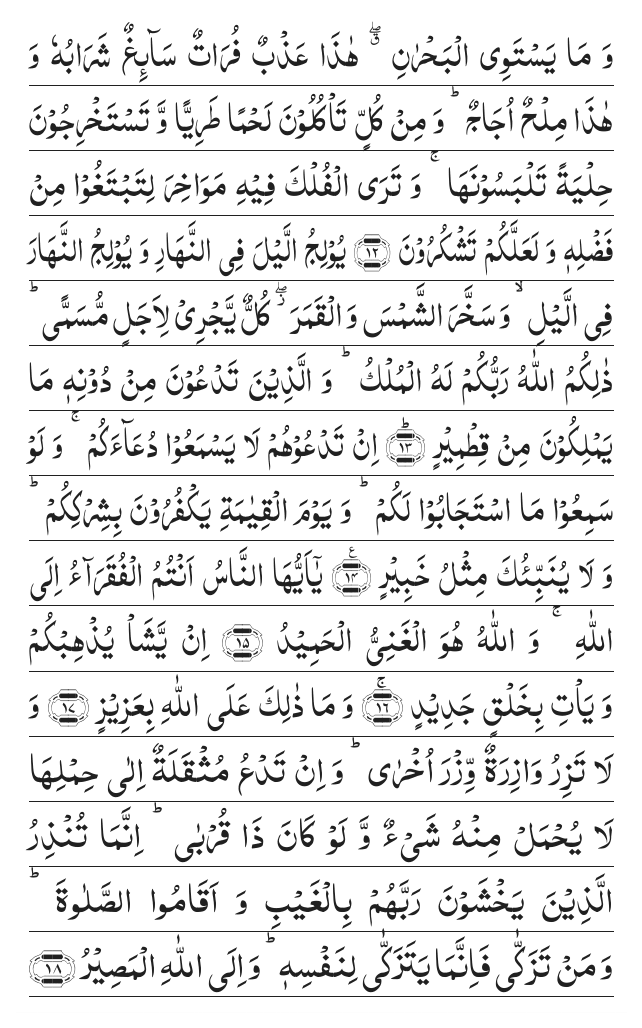 وَ مَا یَسْتَوِی الْبَحْرٰنِ ۖۗ هٰذَا عَذْبٌ فُرَاتٌ سَآىِٕغٌ شَرَابُهٗ وَ
هٰذَا مِلْحٌ اُجَاجٌ ؕ وَ مِنْ كُلٍّ تَاْكُلُوْنَ لَحْمًا طَرِیًّا وَّ تَسْتَخْرِجُوْنَ
حِلْیَةً تَلْبَسُوْنَهَا ۚ وَ تَرَی الْفُلْكَ فِیْهِ مَوَاخِرَ لِتَبْتَغُوْا مِنْ
فَضْلِهٖ وَ لَعَلَّكُمْ تَشْكُرُوْنَ ﴿۱۲﴾ یُوْلِجُ الَّیْلَ فِی النَّهَارِ وَ یُوْلِجُ النَّهَارَ
فِی الَّیْلِ ۙ وَ سَخَّرَ الشَّمْسَ وَ الْقَمَرَ ۖؗ كُلٌّ یَّجْرِیْ لِاَجَلٍ مُّسَمًّی ؕ
ذٰلِكُمُ اللّٰهُ رَبُّكُمْ لَهُ الْمُلْكُ ؕ وَ الَّذِیْنَ تَدْعُوْنَ مِنْ دُوْنِهٖ مَا
یَمْلِكُوْنَ مِنْ قِطْمِیْرٍ ﴿ؕ۱۳﴾ اِنْ تَدْعُوْهُمْ لَا یَسْمَعُوْا دُعَآءَكُمْ ۚ وَ لَوْ
سَمِعُوْا مَا اسْتَجَابُوْا لَكُمْ ؕ وَ یَوْمَ الْقِیٰمَةِ یَكْفُرُوْنَ بِشِرْكِكُمْ ؕ
وَ لَا یُنَبِّئُكَ مِثْلُ خَبِیْرٍ ﴿۱۴﴾ ع یٰۤاَیُّهَا النَّاسُ اَنْتُمُ الْفُقَرَآءُ اِلَی
اللّٰهِ ۚ وَ اللّٰهُ هُوَ الْغَنِیُّ الْحَمِیْدُ ﴿۱۵﴾ اِنْ یَّشَاْ یُذْهِبْكُمْ
وَ یَاْتِ بِخَلْقٍ جَدِیْدٍ ﴿ۚ۱۶﴾ وَ مَا ذٰلِكَ عَلَی اللّٰهِ بِعَزِیْزٍ ﴿۱۷﴾ وَ
لَا تَزِرُ وَازِرَةٌ وِّزْرَ اُخْرٰی ؕ وَ اِنْ تَدْعُ مُثْقَلَةٌ اِلٰی حِمْلِهَا
لَا یُحْمَلْ مِنْهُ شَیْءٌ وَّ لَوْ كَانَ ذَا قُرْبٰی ؕ اِنَّمَا تُنْذِرُ
الَّذِیْنَ یَخْشَوْنَ رَبَّهُمْ بِالْغَیْبِ وَ اَقَامُوا الصَّلٰوةَ ؕ
وَ مَنْ تَزَكّٰی فَاِنَّمَا یَتَزَكّٰی لِنَفْسِهٖ ؕ وَ اِلَی اللّٰهِ الْمَصِیْرُ ﴿۱۸﴾